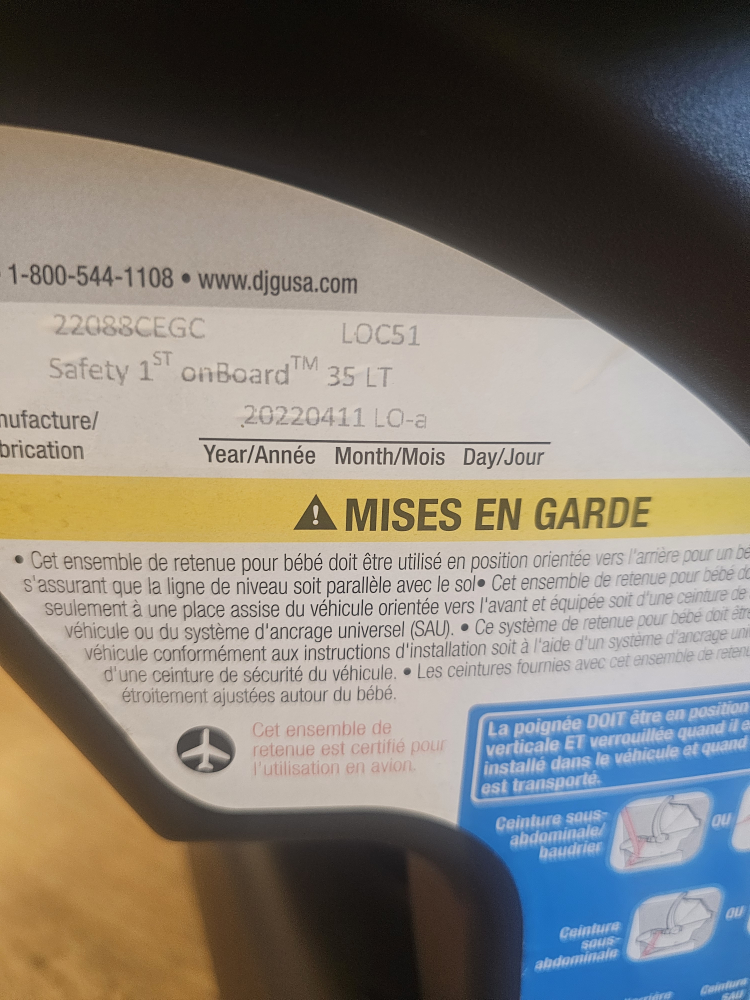 1-800-544-1108 • www.djgusa.com
22088CEGC LOC51
Safety 1ST onBoard™ 35 LT
nufacture/ 20220411 LO-a
brication Year/Année Month/Mois Day/Jour
⚠ MISES EN GARDE
• Cet ensemble de retenue pour bébé doit être utilisé en position orientée vers l'arrière pour un bé
s'assurant que la ligne de niveau soit parallèle avec le sol• Cet ensemble de retenue pour bébé do
seulement à une place assise du véhicule orientée vers l'avant et équipée soit d'une ceinture de
véhicule ou du système d'ancrage universel (SAU). • Ce système de retenue pour bébé doit êtr
véhicule conformément aux instructions d'installation soit à l'aide d'un système d'ancrage uni
d'une ceinture de sécurité du véhicule. • Les ceintures fournies avec cet ensemble de retenu
étroitement ajustées autour du bébé.
Cet ensemble de
retenue est certifié pour
l'utilisation en avion.
La poignée DOIT être en position
verticale ET verrouillée quand il e
installé dans le véhicule et quand
est transporté.
Ceinture sous-
abdominale/
baudrier
OU
Ceinture
sous-
abdominale
OU
Ceinture